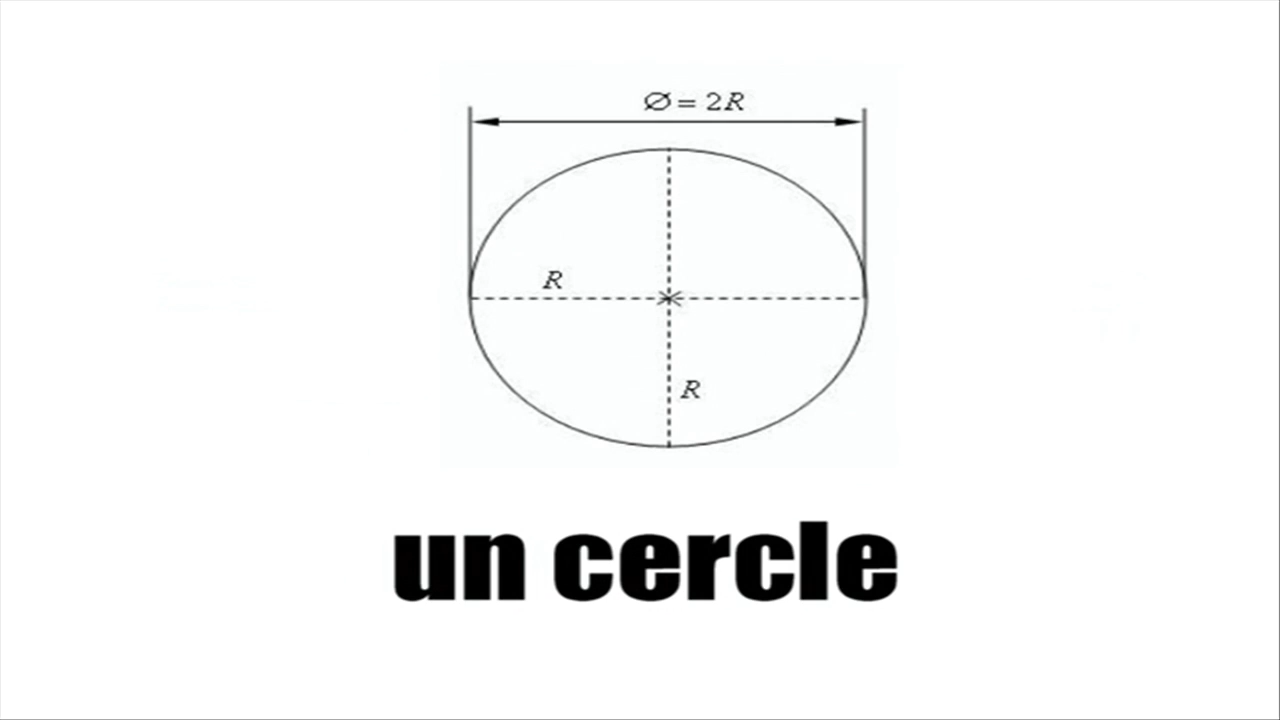 ∅ = 2R
R
R
un cercle